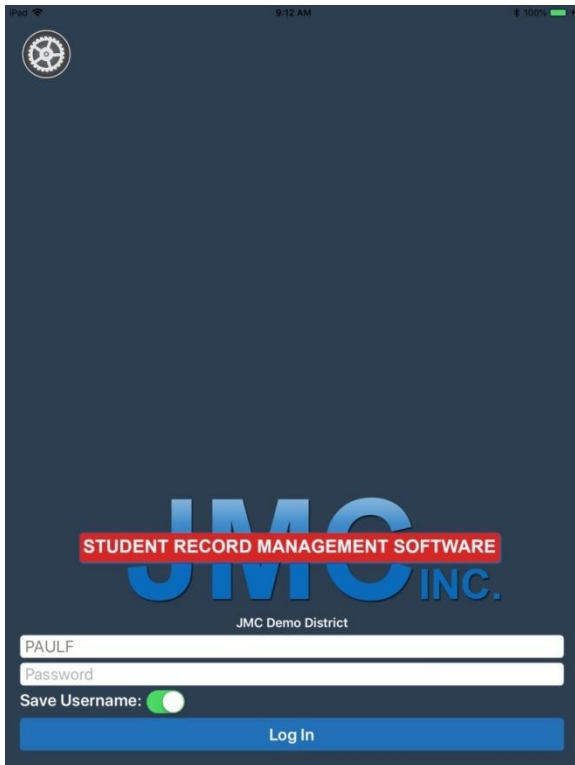 iPad 9:12 AM 100%
JMC
STUDENT RECORD MANAGEMENT SOFTWARE
INC.
JMC Demo District
PAULF
Password
Save Username:
Log In